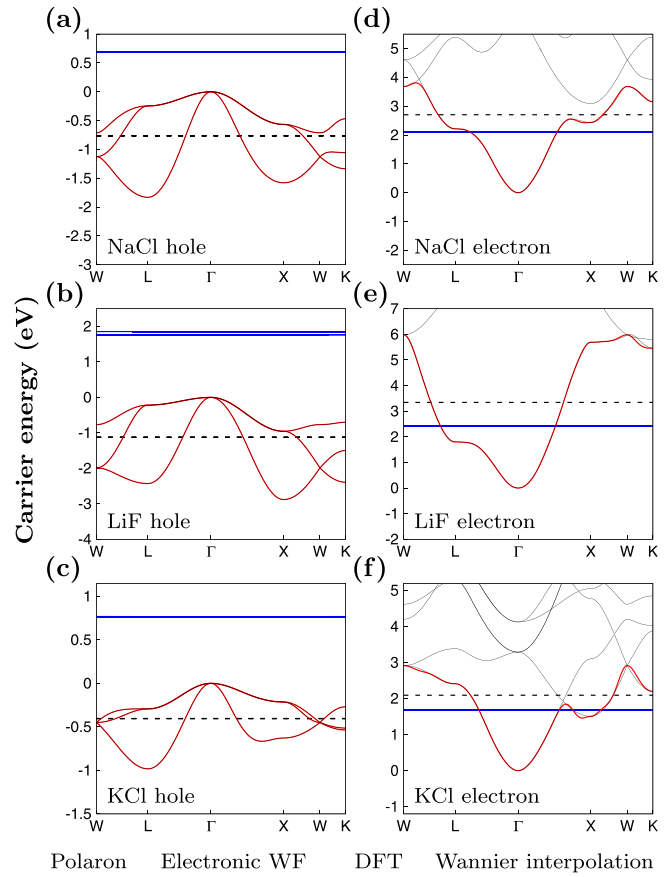 (a)
1
0.5
0
-0.5
-1
-1.5
-2
-2.5
-3
NaCl hole
W L Γ X W K
(d)
5
4
3
2
1
0
-1
-2
NaCl electron
W L Γ X W K
(b)
2
1
0
-1
-2
-3
-4
LiF hole
W L Γ X W K
(e)
7
6
5
4
3
2
1
0
-1
-2
LiF electron
W L Γ X W K
Carrier energy (eV)
(c)
1
0.5
0
-0.5
-1
-1.5
KCl hole
W L Γ X W K
(f)
5
4
3
2
1
0
-1
KCl electron
W L Γ X W K
Polaron Electronic WF DFT Wannier interpolation